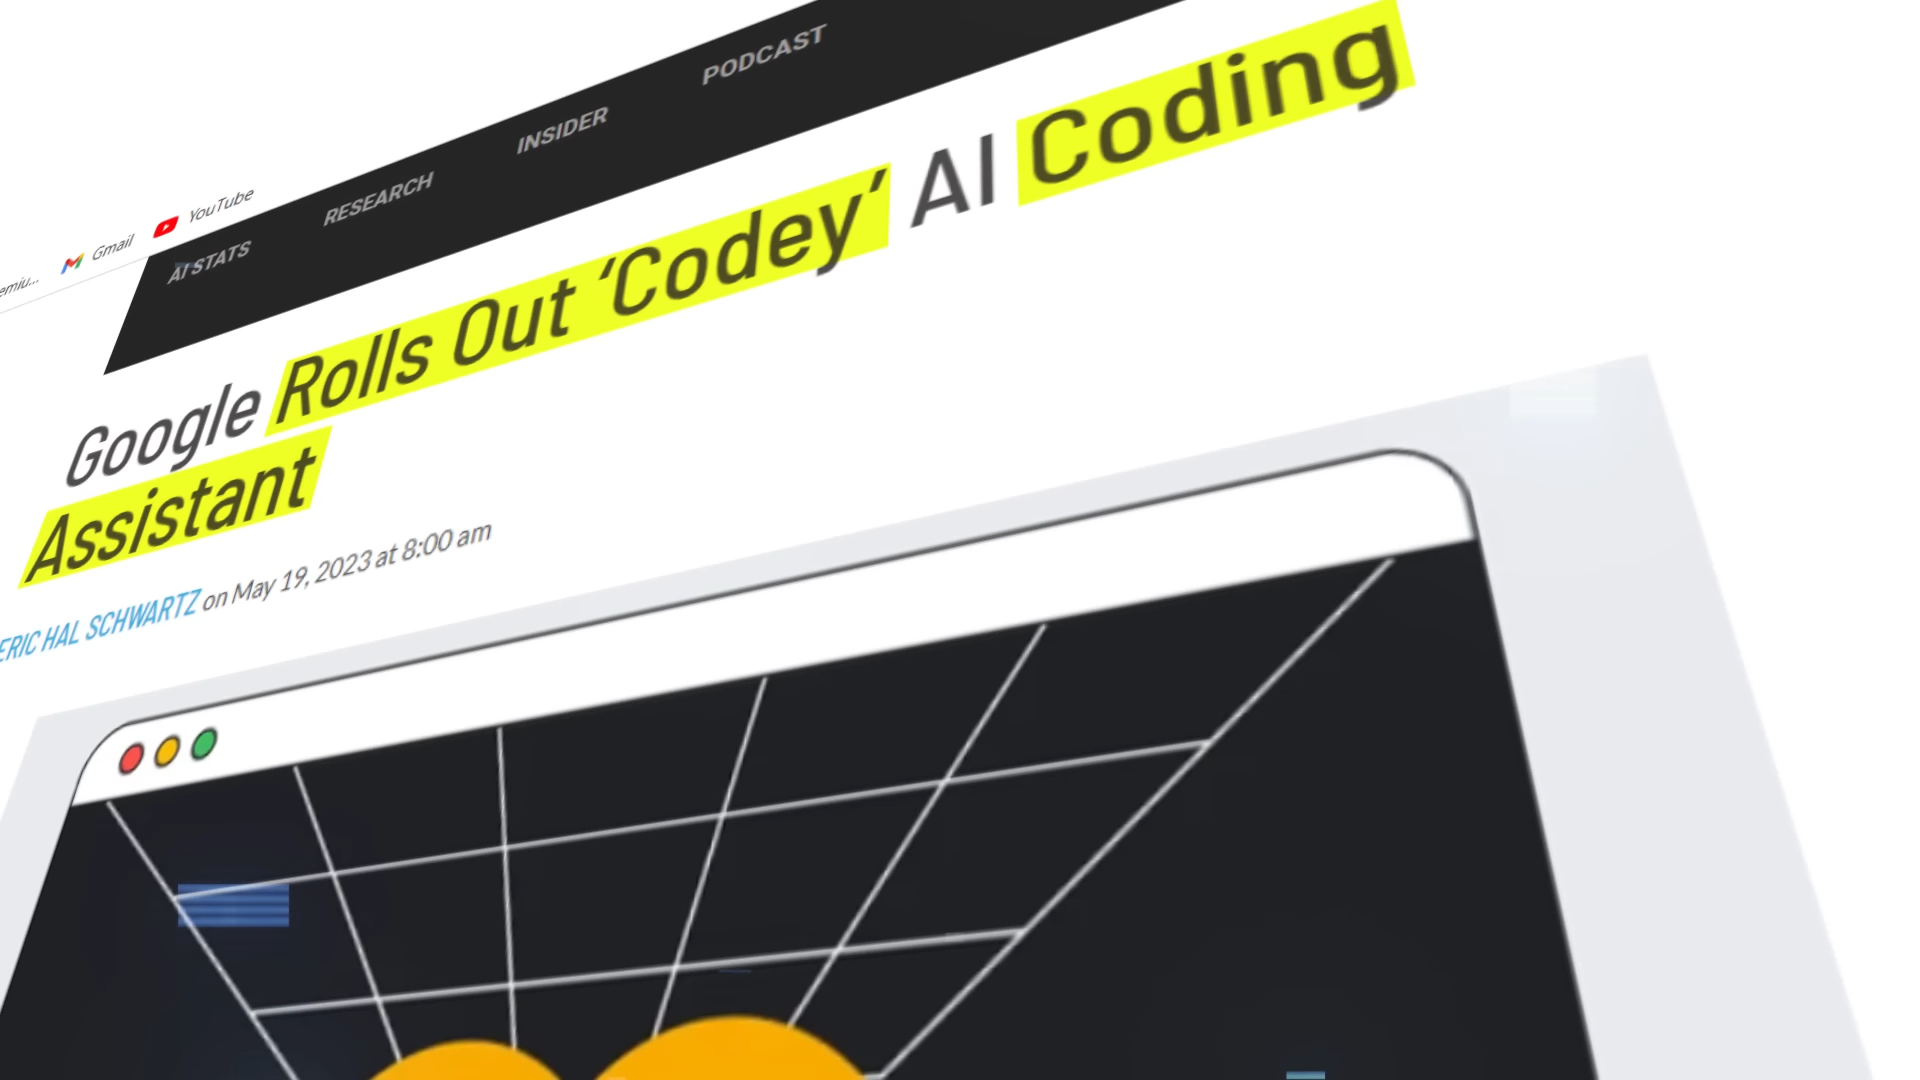 emiu...
Gmail
YouTube
AI STATS
RESEARCH
INSIDER
PODCAST
Google Rolls Out ‘Codey’ AI Coding
Assistant
ERIC HAL SCHWARTZ on May 19, 2023 at 8:00 am